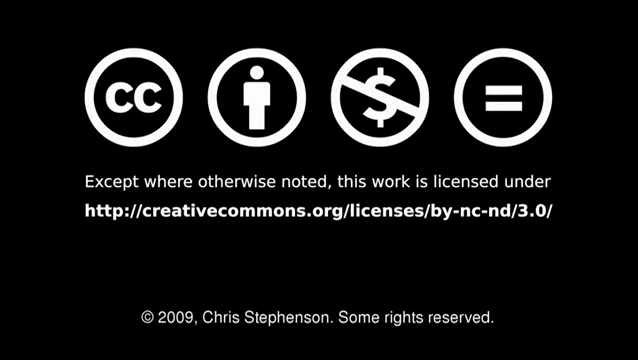 cc
$
=
Except where otherwise noted, this work is licensed under
http://creativecommons.org/licenses/by-nc-nd/3.0/
© 2009, Chris Stephenson. Some rights reserved.